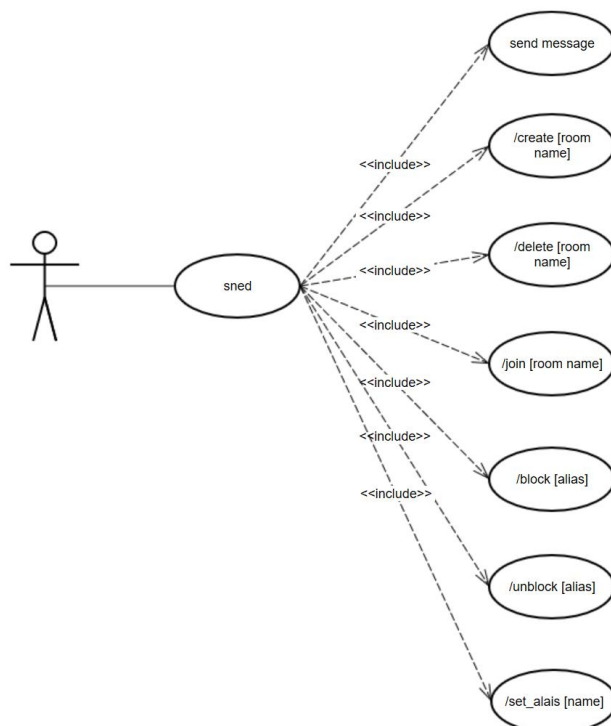 send message
<<include>>
/create [room
name]
<<include>>
/delete [room
name]
<<include>>
sned
<<include>>
/join [room name]
<<include>>
<<include>>
/block [alias]
<<include>>
/unblock [alias]
/set_alais [name]